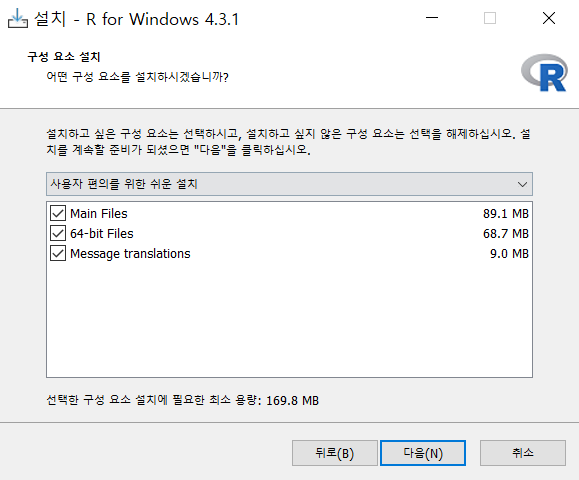 설치 - R for Windows 4.3.1
구성 요소 설치
어떤 구성 요소를 설치하시겠습니까?
R
설치하고 싶은 구성 요소는 선택하시고, 설치하고 싶지 않은 구성 요소는 선택을 해제하십시오. 설
치를 계속할 준비가 되셨으면 "다음"을 클릭하십시오.
사용자 편의를 위한 쉬운 설치
Main Files 89.1 MB
64-bit Files 68.7 MB
Message translations 9.0 MB
선택한 구성 요소 설치에 필요한 최소 용량: 169.8 MB
뒤로(B) 다음(N) 취소